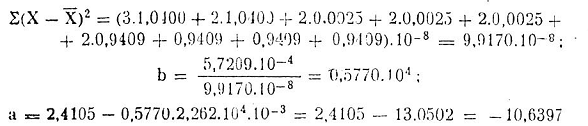 Σ(X — X̅)² = (3.1,0400 + 2.1,0400 + 2.0.0025 + 2.0,0025 + 2.0,0025 +
+ 2.0,9409 + 0,9409 + 0,9409 + 0,9409).10⁻⁸ = 9,9170.10⁻⁸;
b = 5,7209.10⁻⁴ / 9,9170.10⁻⁸ = 0,5770.10⁴;
a = 2,4105 — 0,5770.2,262.10⁴.10⁻³ = 2,4105 — 13.0502 = — 10,6397